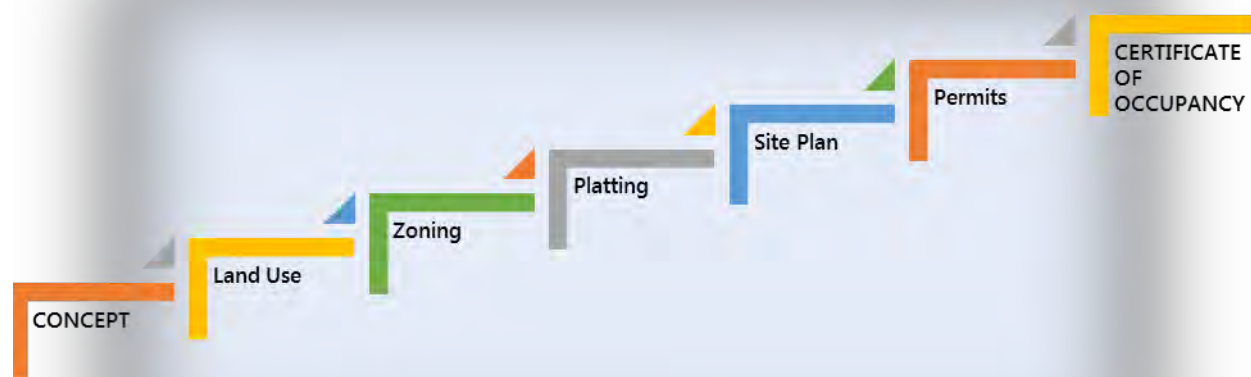 CONCEPT
Land Use
Zoning
Platting
Site Plan
Permits
CERTIFICATE
OF
OCCUPANCY